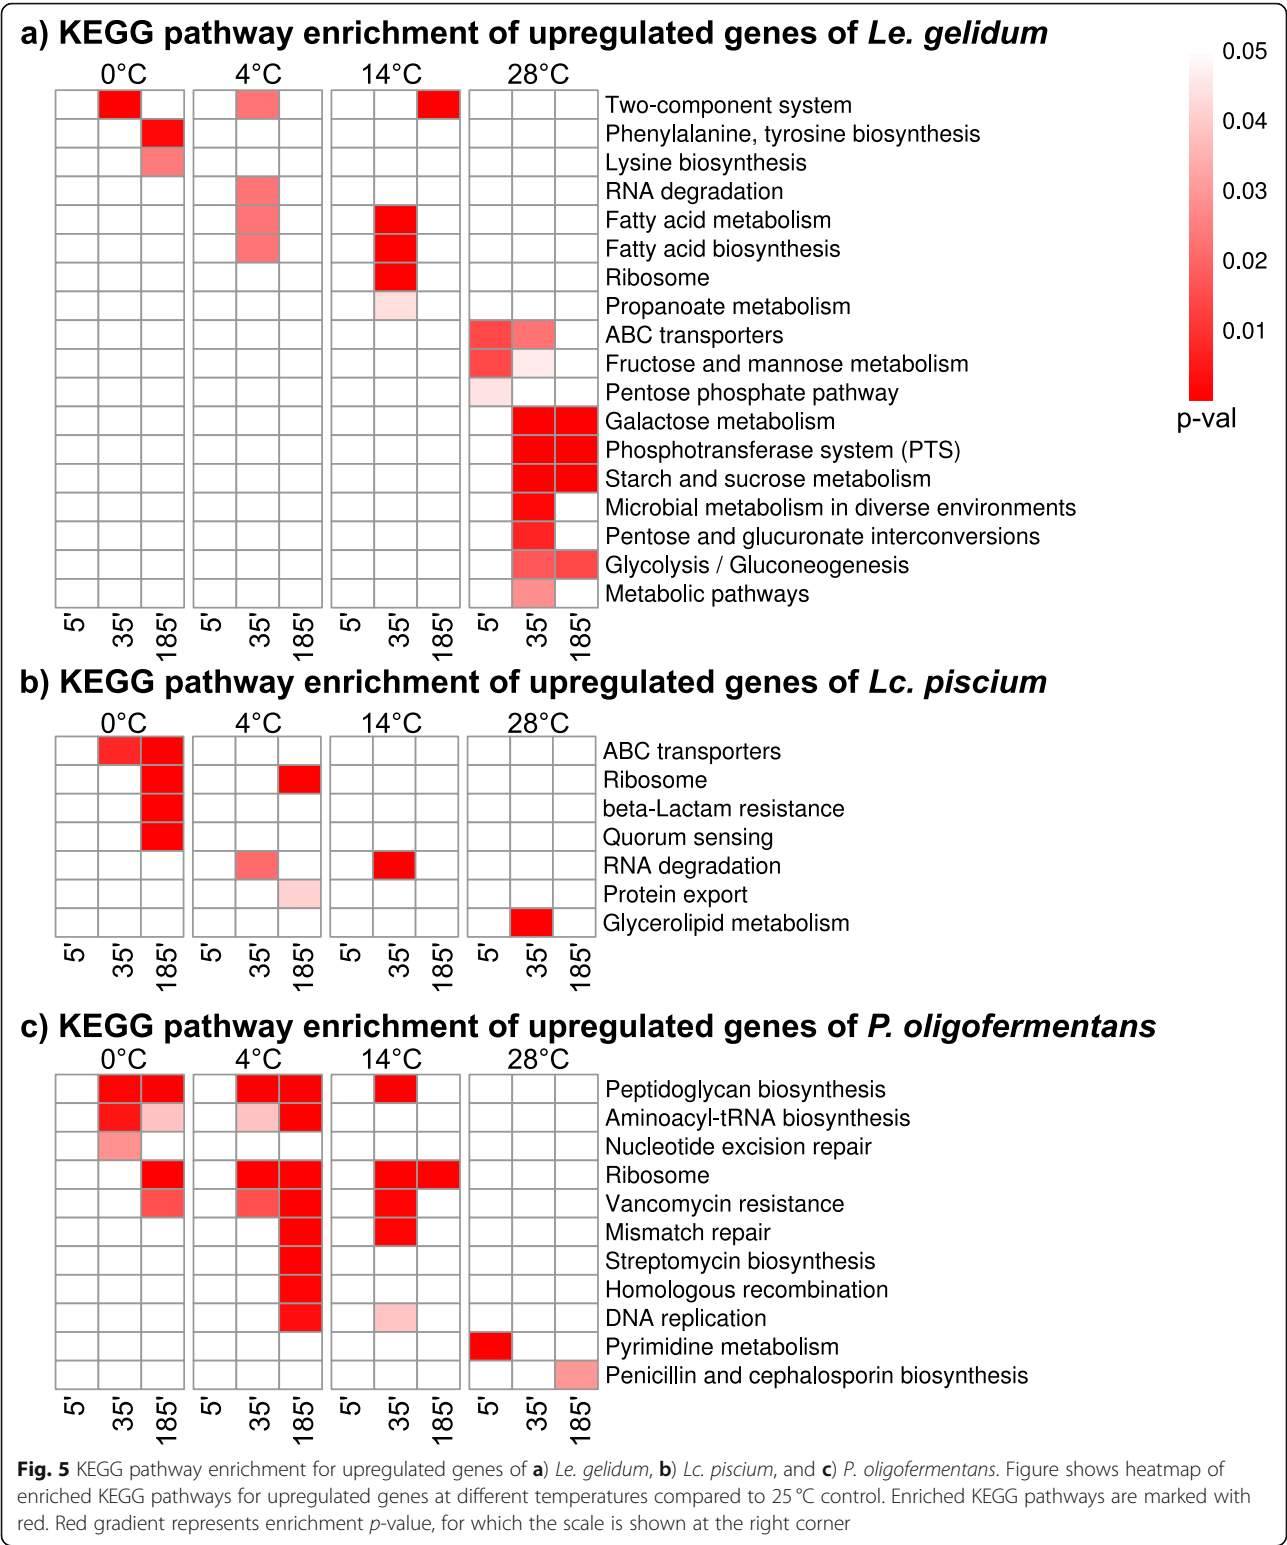 a) KEGG pathway enrichment of upregulated genes of Le. gelidum
0°C 4°C 14°C 28°C
Two-component system
Phenylalanine, tyrosine biosynthesis
Lysine biosynthesis
RNA degradation
Fatty acid metabolism
Fatty acid biosynthesis
Ribosome
Propanoate metabolism
ABC transporters
Fructose and mannose metabolism
Pentose phosphate pathway
Galactose metabolism
Phosphotransferase system (PTS)
Starch and sucrose metabolism
Microbial metabolism in diverse environments
Pentose and glucuronate interconversions
Glycolysis / Gluconeogenesis
Metabolic pathways
5' 35' 185' 5' 35' 185' 5' 35' 185' 5' 35' 185'
0.05
0.04
0.03
0.02
0.01
p-val
b) KEGG pathway enrichment of upregulated genes of Lc. piscium
0°C 4°C 14°C 28°C
ABC transporters
Ribosome
beta-Lactam resistance
Quorum sensing
RNA degradation
Protein export
Glycerolipid metabolism
5' 35' 185' 5' 35' 185' 5' 35' 185' 5' 35' 185'
c) KEGG pathway enrichment of upregulated genes of P. oligofermentans
0°C 4°C 14°C 28°C
Peptidoglycan biosynthesis
Aminoacyl-tRNA biosynthesis
Nucleotide excision repair
Ribosome
Vancomycin resistance
Mismatch repair
Streptomycin biosynthesis
Homologous recombination
DNA replication
Pyrimidine metabolism
Penicillin and cephalosporin biosynthesis
5' 35' 185' 5' 35' 185' 5' 35' 185' 5' 35' 185'
Fig. 5 KEGG pathway enrichment for upregulated genes of a) Le. gelidum, b) Lc. piscium, and c) P. oligofermentans. Figure shows heatmap of
enriched KEGG pathways for upregulated genes at different temperatures compared to 25 °C control. Enriched KEGG pathways are marked with
red. Red gradient represents enrichment p-value, for which the scale is shown at the right corner